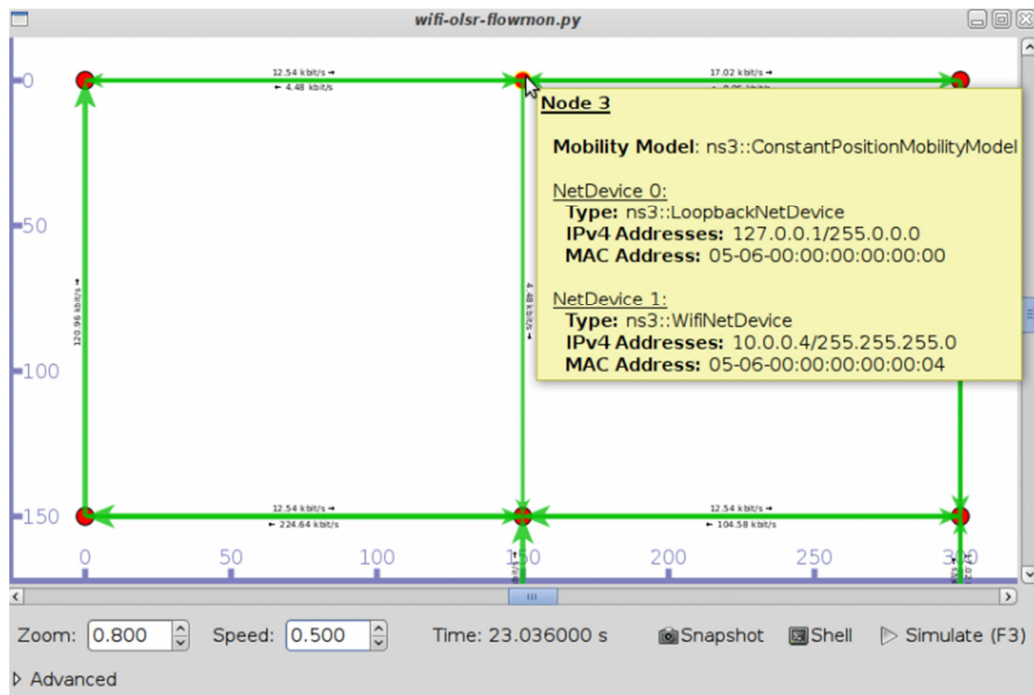 wifi-olsr-flowmon.py
0
12.54 kbit/s →
← 4.48 kbit/s
17.02 kbit/s →
Node 3
Mobility Model: ns3::ConstantPositionMobilityModel
NetDevice 0:
Type: ns3::LoopbackNetDevice
IPv4 Addresses: 127.0.0.1/255.0.0.0
MAC Address: 05-06-00:00:00:00:00:00
NetDevice 1:
Type: ns3::WifiNetDevice
IPv4 Addresses: 10.0.0.4/255.255.255.0
MAC Address: 05-06-00:00:00:00:00:04
50
120.96 kbit/s →
4.48 kbit/s →
100
150
12.54 kbit/s →
← 224.64 kbit/s
12.54 kbit/s →
← 104.58 kbit/s
0 50 100 150 200 250 300
Zoom: 0.800 Speed: 0.500 Time: 23.036000 s Snapshot Shell Simulate (F3)
Advanced